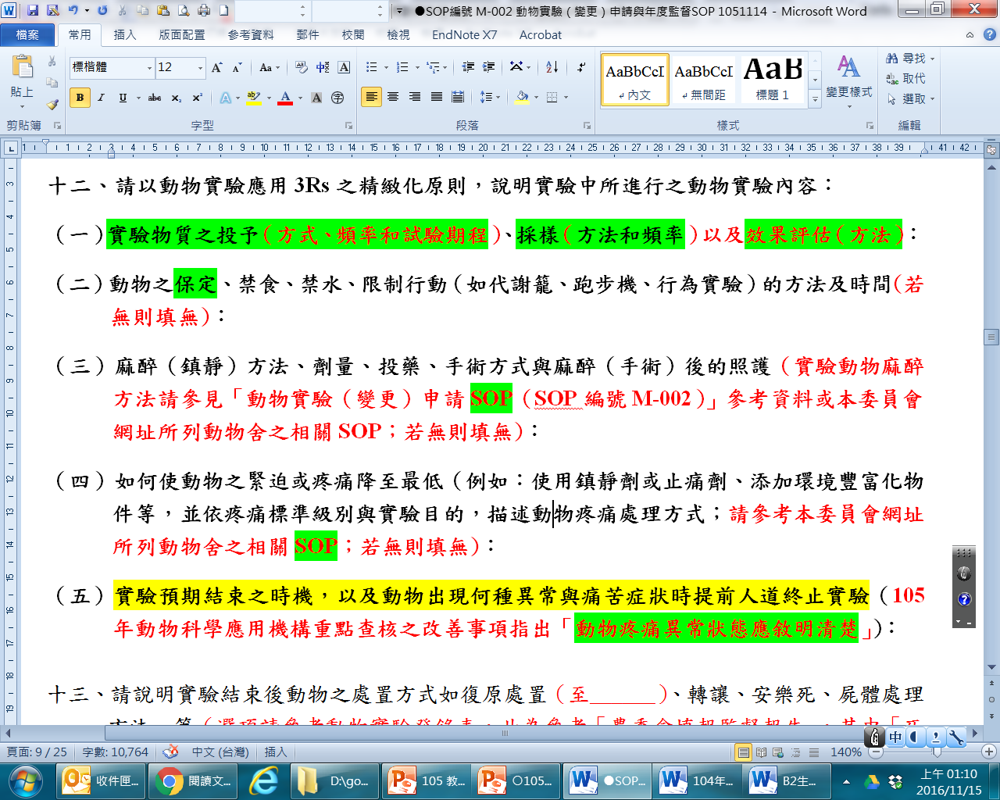 ●SOP編號 M-002 動物實驗（變更）申請與年度監督SOP 1051114 - Microsoft Word
檔案 常用 插入 版面配置 參考資料 郵件 校閱 檢視 EndNote X7 Acrobat
標楷體 12
貼上
AaBbCcI AaBbCcI AaBb
內文 無間距 標題 1
變更樣式
尋找
取代
選取
剪貼簿 字型 段落 樣式 編輯
十二、請以動物實驗應用 3Rs 之精緻化原則，說明實驗中所進行之動物實驗內容：
（一）實驗物質之投予（方式、頻率和試驗期程）、採樣（方法和頻率）以及效果評估（方法）：
（二）動物之保定、禁食、禁水、限制行動（如代謝籠、跑步機、行為實驗）的方法及時間（若
無則填無）：
（三）麻醉（鎮靜）方法、劑量、投藥、手術方式與麻醉（手術）後的照護（實驗動物麻醉
方法請參見「動物實驗（變更）申請 SOP（SOP 編號 M-002）」參考資料或本委員會
網址所列動物舍之相關 SOP；若無則填無）：
（四）如何使動物之緊迫或疼痛降至最低（例如：使用鎮靜劑或止痛劑、添加環境豐富化物
件等，並依疼痛標準級別與實驗目的，描述動物疼痛處理方式；請參考本委員會網址
所列動物舍之相關 SOP；若無則填無）：
（五）實驗預期結束之時機，以及動物出現何種異常與痛苦症狀時提前人道終止實驗（105
年動物科學應用機構重點查核之改善事項指出「動物疼痛異常狀態應敘明清楚」）：
十三、請說明實驗結束後動物之處置方式如復原處置（至______）、轉讓、安樂死、屍體處理
頁面: 9 / 25 字數: 10,764 中文 (台灣) 插入 140%
中
收件匣... 閱讀文... D:\go... 105 教... ○105... ●SOP... 104年... B2生...
上午 01:10
2016/11/15